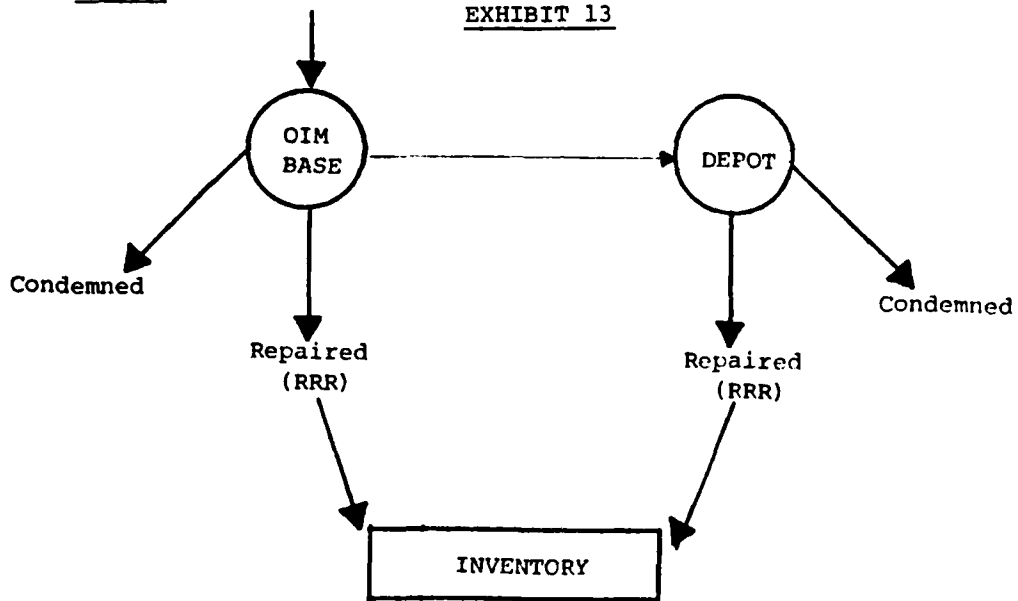 EXHIBIT 13
OIM
BASE
DEPOT
Condemned
Condemned
Repaired
(RRR)
Repaired
(RRR)
INVENTORY